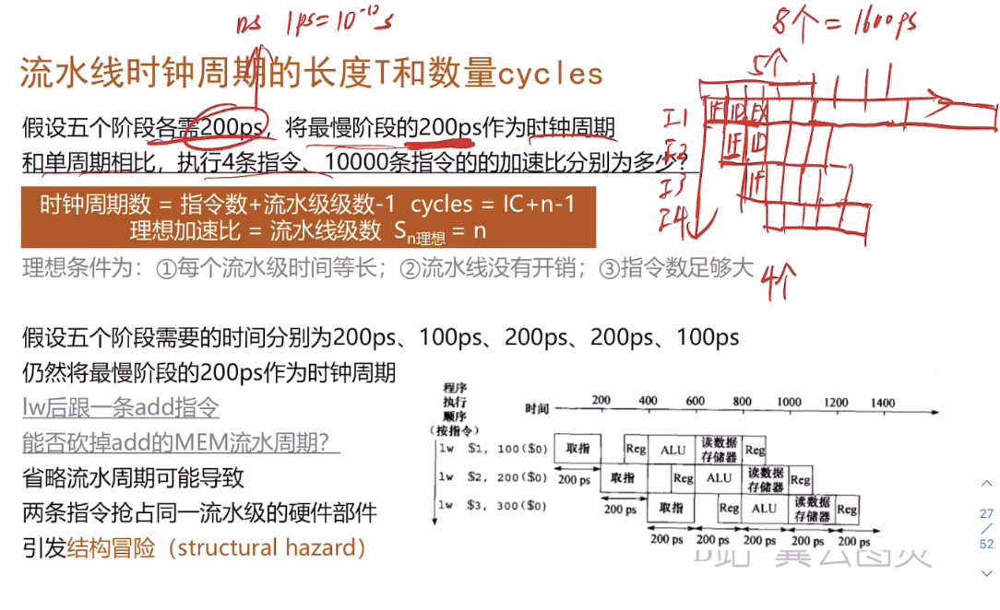 ns 1ps=10⁻¹²s
8个 = 1600ps
流水线时钟周期的长度T和数量cycles
5个
假设五个阶段各需200ps，将最慢阶段的200ps作为时钟周期
和单周期相比，执行4条指令、10000条指令的的加速比分别为多少？
I1 IF ID EX
I2 IF ID
I3 IF
I4
时钟周期数 = 指令数+流水级级数-1 cycles = IC+n-1
理想加速比 = 流水线级数 Sn理想 = n
理想条件为：①每个流水级时间等长；②流水线没有开销；③指令数足够大
4个
假设五个阶段需要的时间分别为200ps、100ps、200ps、200ps、100ps
仍然将最慢阶段的200ps作为时钟周期
lw后跟一条add指令
能否砍掉add的MEM流水周期？
省略流水周期可能导致
两条指令抢占同一流水级的硬件部件
引发结构冒险（structural hazard）
程序
执行
顺序
（按指令）
时间 200 400 600 800 1000 1200 1400
lw $1, 100($0) 取指 Reg ALU 读数据存储器 Reg
200 ps
lw $2, 200($0) 取指 Reg ALU 读数据存储器 Reg
200 ps
lw $3, 300($0) 取指 Reg ALU 读数据存储器 Reg
200 ps 200 ps 200 ps 200 ps 200 ps
27
/
52